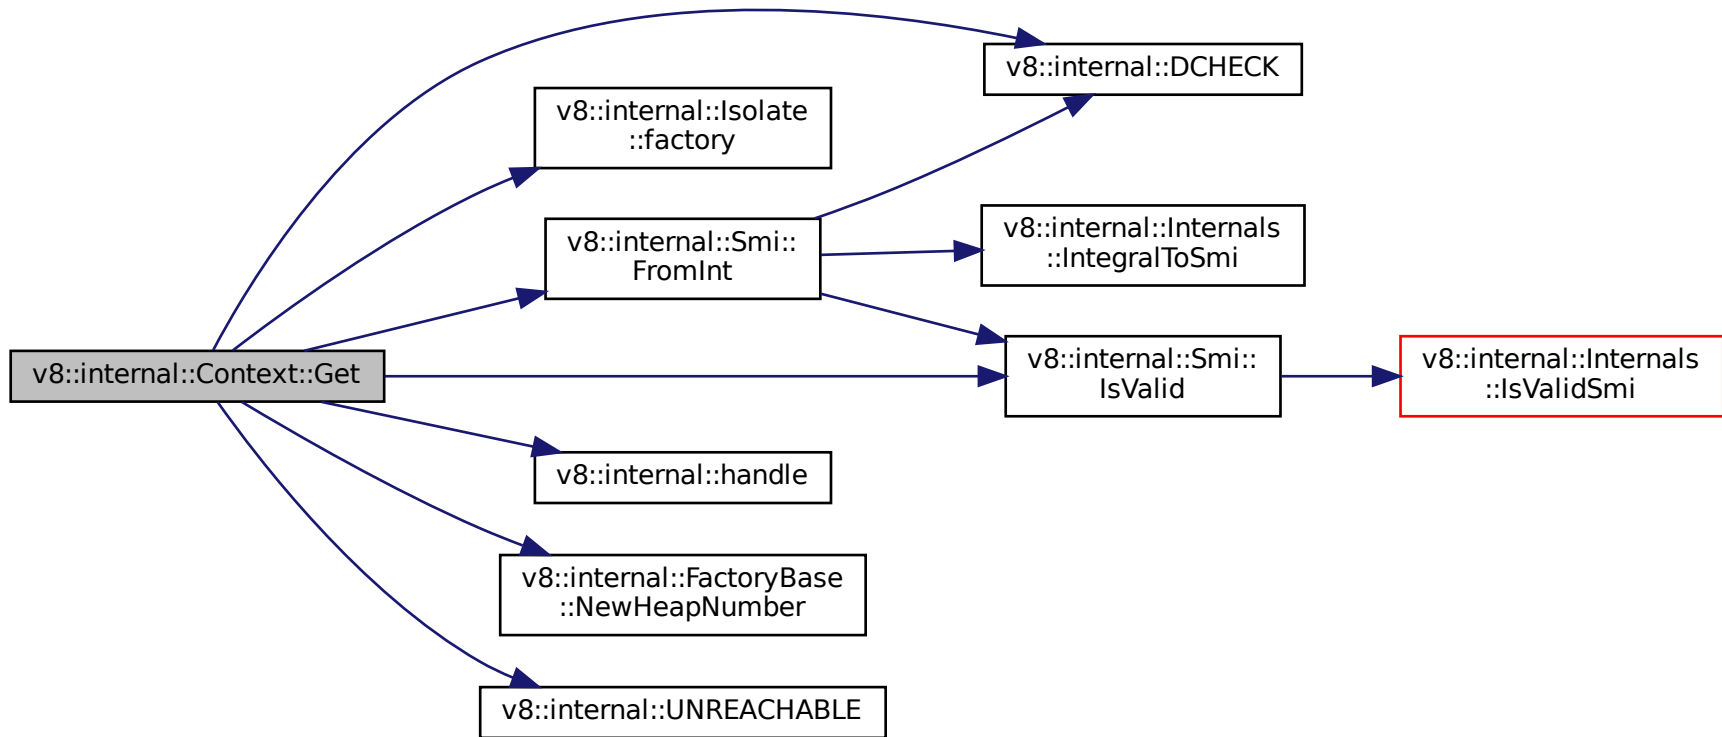 v8::internal::Context::Get
v8::internal::DCHECK
v8::internal::Isolate
::factory
v8::internal::Smi::
FromInt
v8::internal::Internals
::IntegralToSmi
v8::internal::Smi::
IsValid
v8::internal::Internals
::IsValidSmi
v8::internal::handle
v8::internal::FactoryBase
::NewHeapNumber
v8::internal::UNREACHABLE